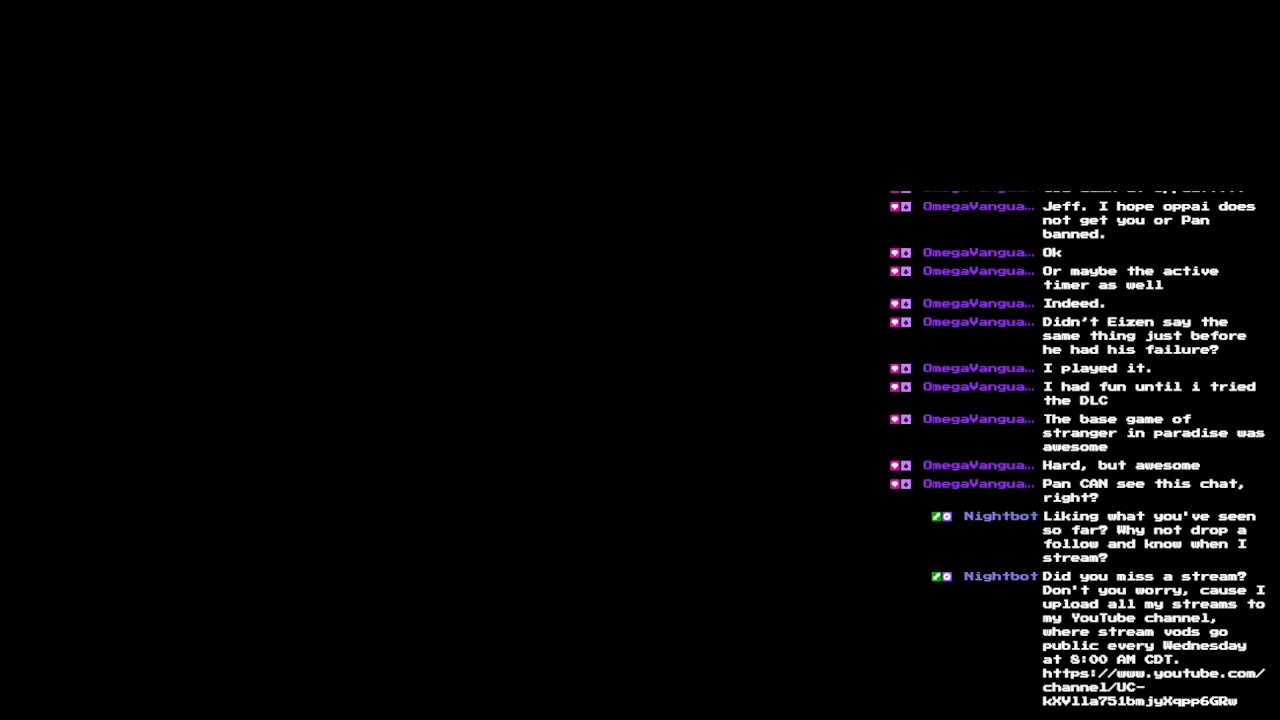 OmegaVangua... Jeff. I hope oppai does
not get you or Pan
banned.
OmegaVangua... Ok
OmegaVangua... Or maybe the active
timer as well
OmegaVangua... Indeed.
OmegaVangua... Didn't Eizen say the
same thing just before
he had his failure?
OmegaVangua... I played it.
OmegaVangua... I had fun until i tried
the DLC
OmegaVangua... The base game of
stranger in paradise was
awesome
OmegaVangua... Hard, but awesome
OmegaVangua... Pan CAN see this chat,
right?
Nightbot Liking what you've seen
so far? Why not drop a
follow and know when I
stream?
Nightbot Did you miss a stream?
Don't you worry, cause I
upload all my streams to
my YouTube channel,
where stream vods go
public every Wednesday
at 8:00 AM CDT.
https://www.youtube.com/
channel/UC-
kXVlla751bmjyXqpp6GRw